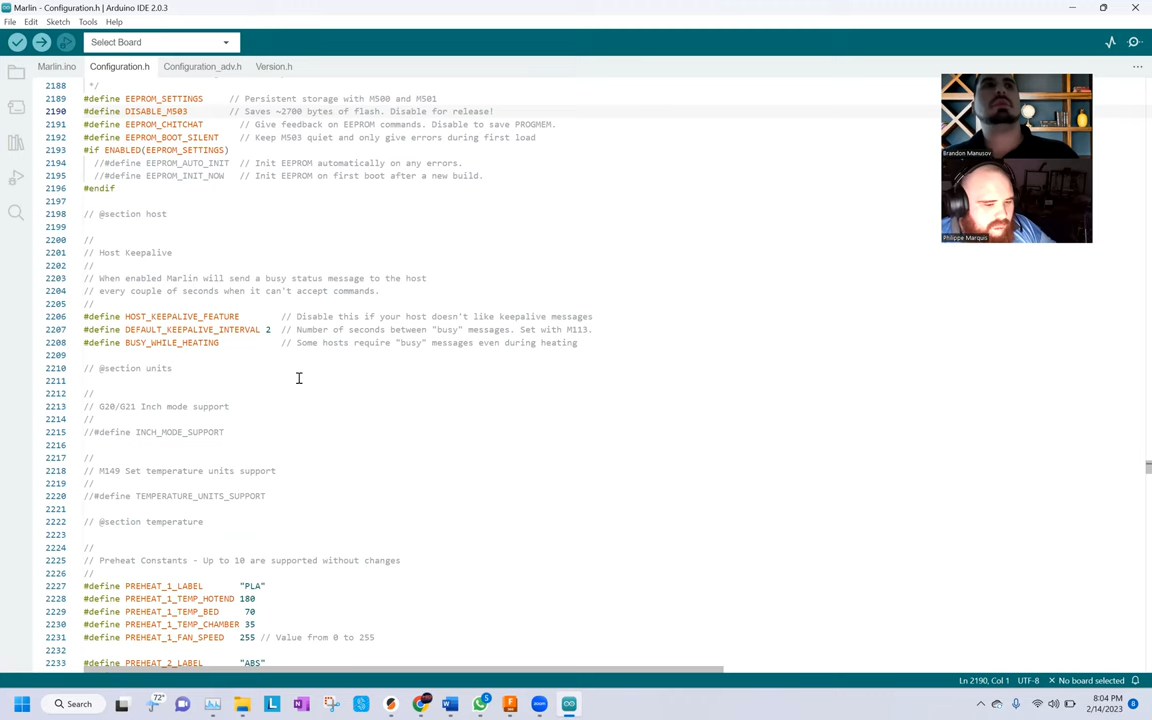 Marlin - Configuration.h | Arduino IDE 2.0.3
File Edit Sketch Tools Help
Select Board
Marlin.ino Configuration.h Configuration_adv.h Version.h
2188 */
2189 #define EEPROM_SETTINGS // Persistent storage with M500 and M501
2190 #define DISABLE_M503 // Saves ~2700 bytes of flash. Disable for release!
2191 #define EEPROM_CHITCHAT // Give feedback on EEPROM commands. Disable to save PROGMEM.
2192 #define EEPROM_BOOT_SILENT // Keep M503 quiet and only give errors during first load
2193 #if ENABLED(EEPROM_SETTINGS)
2194 //#define EEPROM_AUTO_INIT // Init EEPROM automatically on any errors.
2195 //#define EEPROM_INIT_NOW // Init EEPROM on first boot after a new build.
2196 #endif
2197
2198 // @section host
2199
2200 //
2201 // Host Keepalive
2202 //
2203 // When enabled Marlin will send a busy status message to the host
2204 // every couple of seconds when it can't accept commands.
2205 //
2206 #define HOST_KEEPALIVE_FEATURE // Disable this if your host doesn't like keepalive messages
2207 #define DEFAULT_KEEPALIVE_INTERVAL 2 // Number of seconds between "busy" messages. Set with M113.
2208 #define BUSY_WHILE_HEATING // Some hosts require "busy" messages even during heating
2209
2210 // @section units
2211
2212 //
2213 // G20/G21 Inch mode support
2214 //
2215 //#define INCH_MODE_SUPPORT
2216
2217 //
2218 // M149 Set temperature units support
2219 //
2220 //#define TEMPERATURE_UNITS_SUPPORT
2221
2222 // @section temperature
2223
2224 //
2225 // Preheat Constants - Up to 10 are supported without changes
2226 //
2227 #define PREHEAT_1_LABEL "PLA"
2228 #define PREHEAT_1_TEMP_HOTEND 180
2229 #define PREHEAT_1_TEMP_BED 70
2230 #define PREHEAT_1_TEMP_CHAMBER 35
2231 #define PREHEAT_1_FAN_SPEED 255 // Value from 0 to 255
2232
2233 #define PREHEAT_2_LABEL "ABS"
Brandon Manusov
Philippe Marquis
Ln 2190, Col 1 UTF-8 No board selected
Search
72°
5
8:04 PM
2/14/2023
8